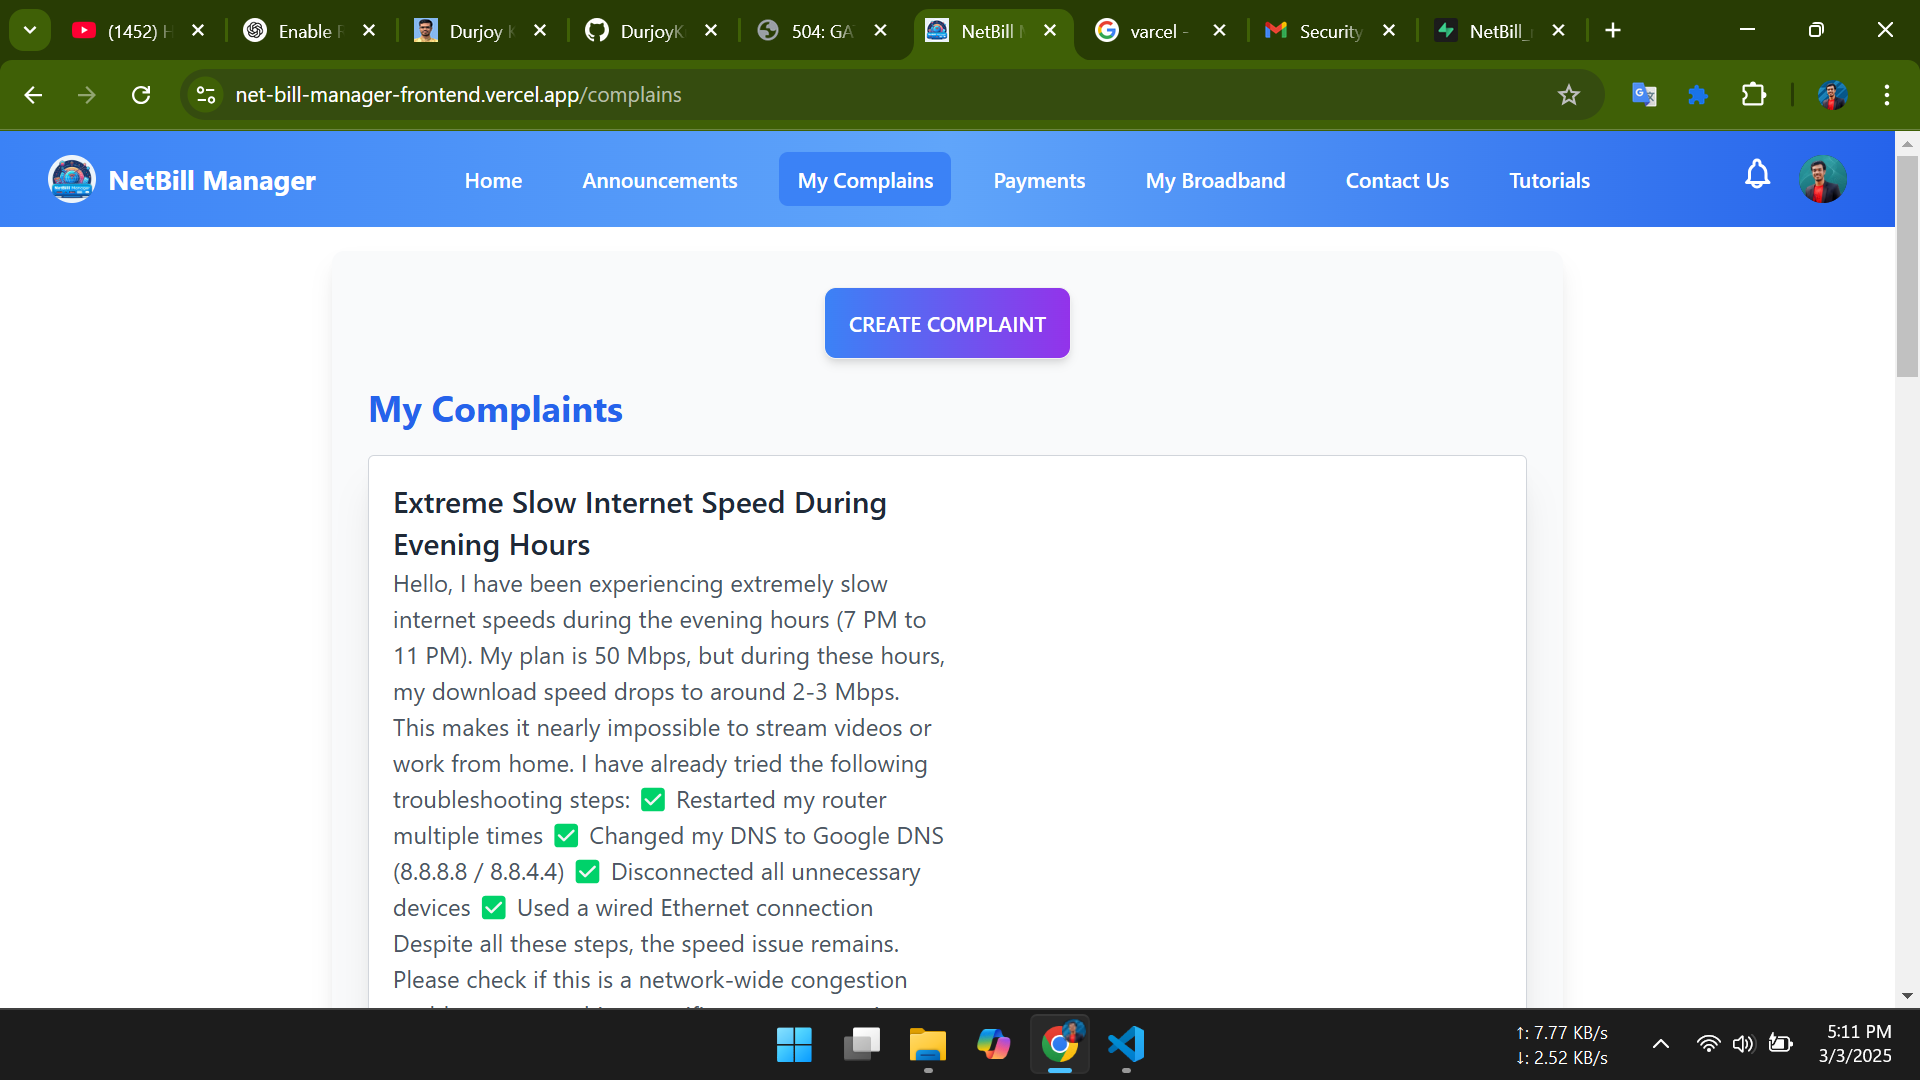 (1452) H
Enable R
Durjoy K
DurjoyK
504: GA
NetBill M
varcel -
Security
NetBill_
net-bill-manager-frontend.vercel.app/complains
NetBill Manager
Home
Announcements
My Complains
Payments
My Broadband
Contact Us
Tutorials
CREATE COMPLAINT
My Complaints
Extreme Slow Internet Speed During
Evening Hours
Hello, I have been experiencing extremely slow
internet speeds during the evening hours (7 PM to
11 PM). My plan is 50 Mbps, but during these hours,
my download speed drops to around 2-3 Mbps.
This makes it nearly impossible to stream videos or
work from home. I have already tried the following
troubleshooting steps: ✅ Restarted my router
multiple times ✅ Changed my DNS to Google DNS
(8.8.8.8 / 8.8.4.4) ✅ Disconnected all unnecessary
devices ✅ Used a wired Ethernet connection
Despite all these steps, the speed issue remains.
Please check if this is a network-wide congestion
↑: 7.77 KB/s
↓: 2.52 KB/s
5:11 PM
3/3/2025